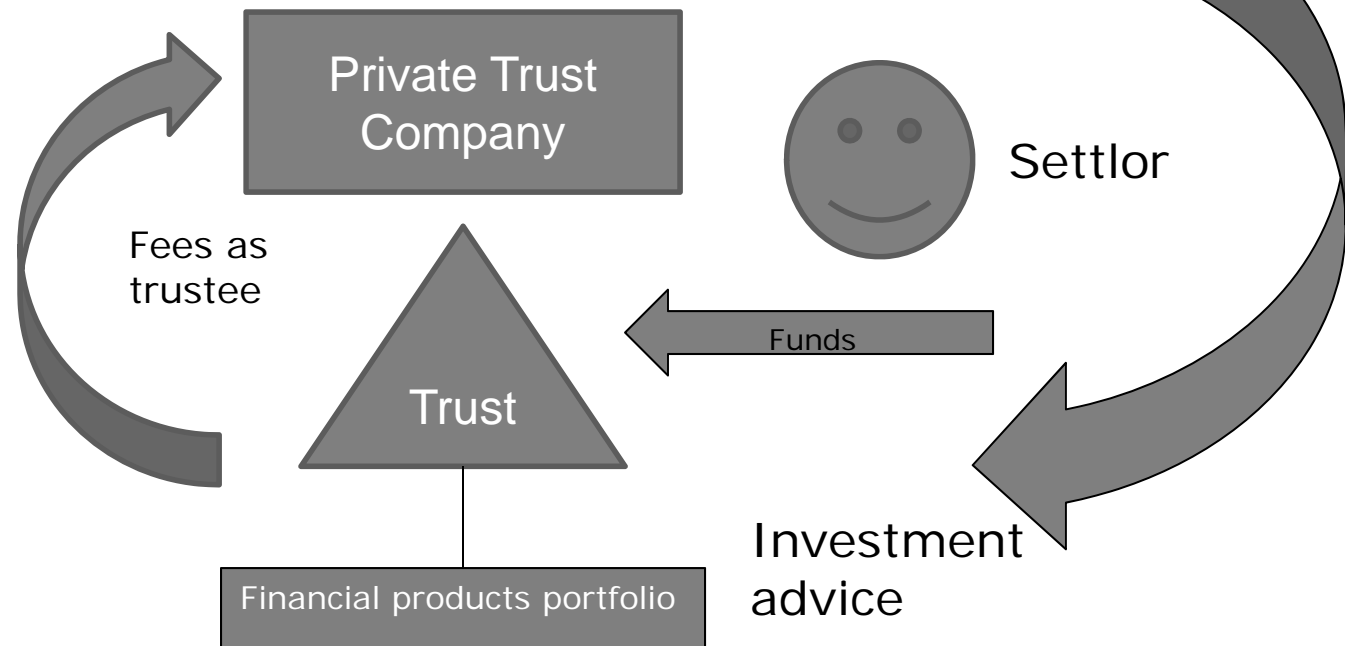 Private Trust
Company
Settlor
Fees as
trustee
Funds
Trust
Investment
advice
Financial products portfolio